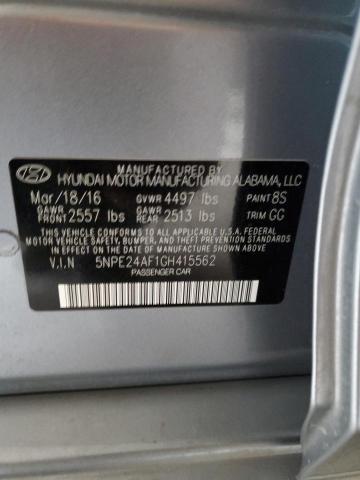 MANUFACTURED BY
HYUNDAI MOTOR MANUFACTURING ALABAMA, LLC
Mar/18/16 GVWR 4497 lbs PAINT 8S
GAWR FRONT 2557 lbs GAWR REAR 2513 lbs TRIM GG
THIS VEHICLE CONFORMS TO ALL APPLICABLE U.S.A. FEDERAL
MOTOR VEHICLE SAFETY, BUMPER, AND THEFT PREVENTION
STANDARDS IN EFFECT ON THE DATE OF MANUFACTURE SHOWN
ABOVE.
V.I.N 5NPE24AF1GH415562
PASSENGER CAR